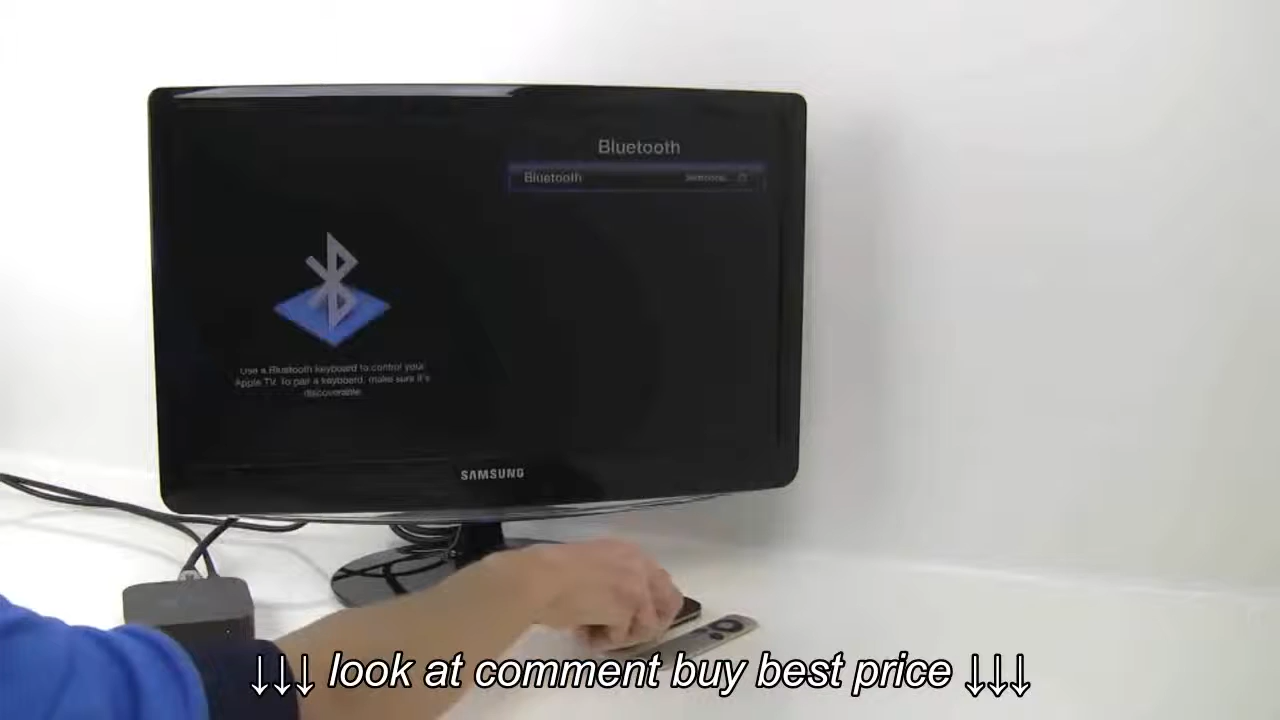 Bluetooth
Bluetooth
Use a Bluetooth keyboard to control your
Apple TV. To pair a keyboard, make sure it's
discoverable.
SAMSUNG
↓↓↓ look at comment buy best price ↓↓↓